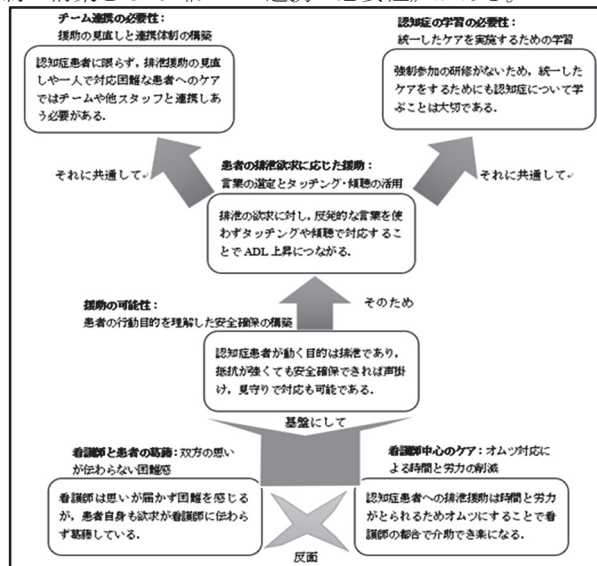 チーム連携の必要性：
援助の見直しと連携体制の構築
認知症患者に限らず，排泄援助の見直
しや一人で対応困難な患者へのケア
ではチームや他スタッフと連携しあ
う必要がある．
認知症の学習の必要性：
統一したケアを実施するための学習
強制参加の研修がないため，統一した
ケアをするためにも認知症について学
ぶことは大切である．
それに共通して
それに共通して
患者の排泄欲求に応じた援助：
言葉の選定とタッチング・傾聴の活用
排泄の欲求に対し，反発的な言葉を使
わずタッチングや傾聴で対応するこ
とで ADL 上昇につながる．
そのため
援助の可能性：
患者の行動目的を理解した安全確保の構築
認知症患者が動く目的は排泄であり，
抵抗が強くても安全確保できれば声掛
け，見守りで対応も可能である．
基盤にして
看護師と患者の葛藤：双方の思い
が伝わらない困難感
看護師は思いが届かず困難を感じる
が，患者自身も欲求が看護師に伝わら
ず葛藤している．
看護師中心のケア：オムツ対応に
よる時間と労力の削減
認知症患者への排泄援助は時間と労力
がとられるためオムツにすることで看
護師の都合で介助でき楽になる．
反面